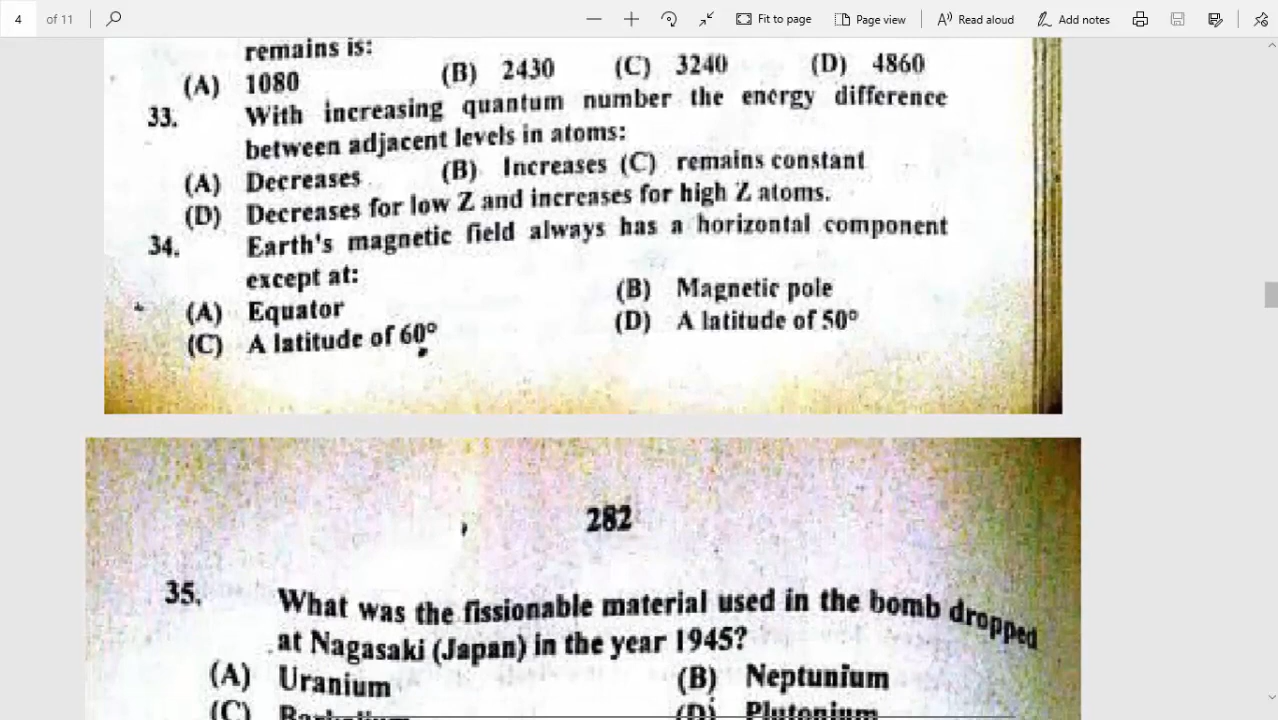 4 of 11 Fit to page Page view Read aloud Add notes
remains is:
(A) 1080 (B) 2430 (C) 3240 (D) 4860
33. With increasing quantum number the energy difference
between adjacent levels in atoms:
(A) Decreases (B) Increases (C) remains constant
(D) Decreases for low Z and increases for high Z atoms.
34. Earth's magnetic field always has a horizontal component
except at:
(A) Equator (B) Magnetic pole
(C) A latitude of 60° (D) A latitude of 50°
282
35. What was the fissionable material used in the bomb dropped
at Nagasaki (Japan) in the year 1945?
(A) Uranium (B) Neptunium
(C) Berkelium (D) Plutonium